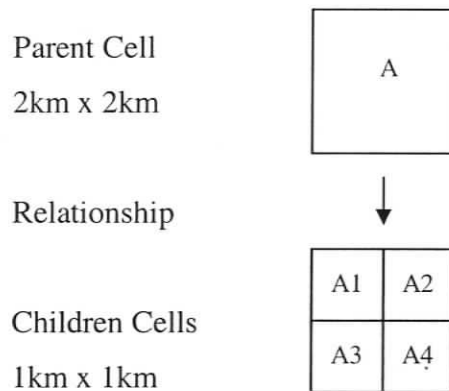 Parent Cell
2km x 2km
A
Relationship
A1 A2
Children Cells
A3 A4
1km x 1km